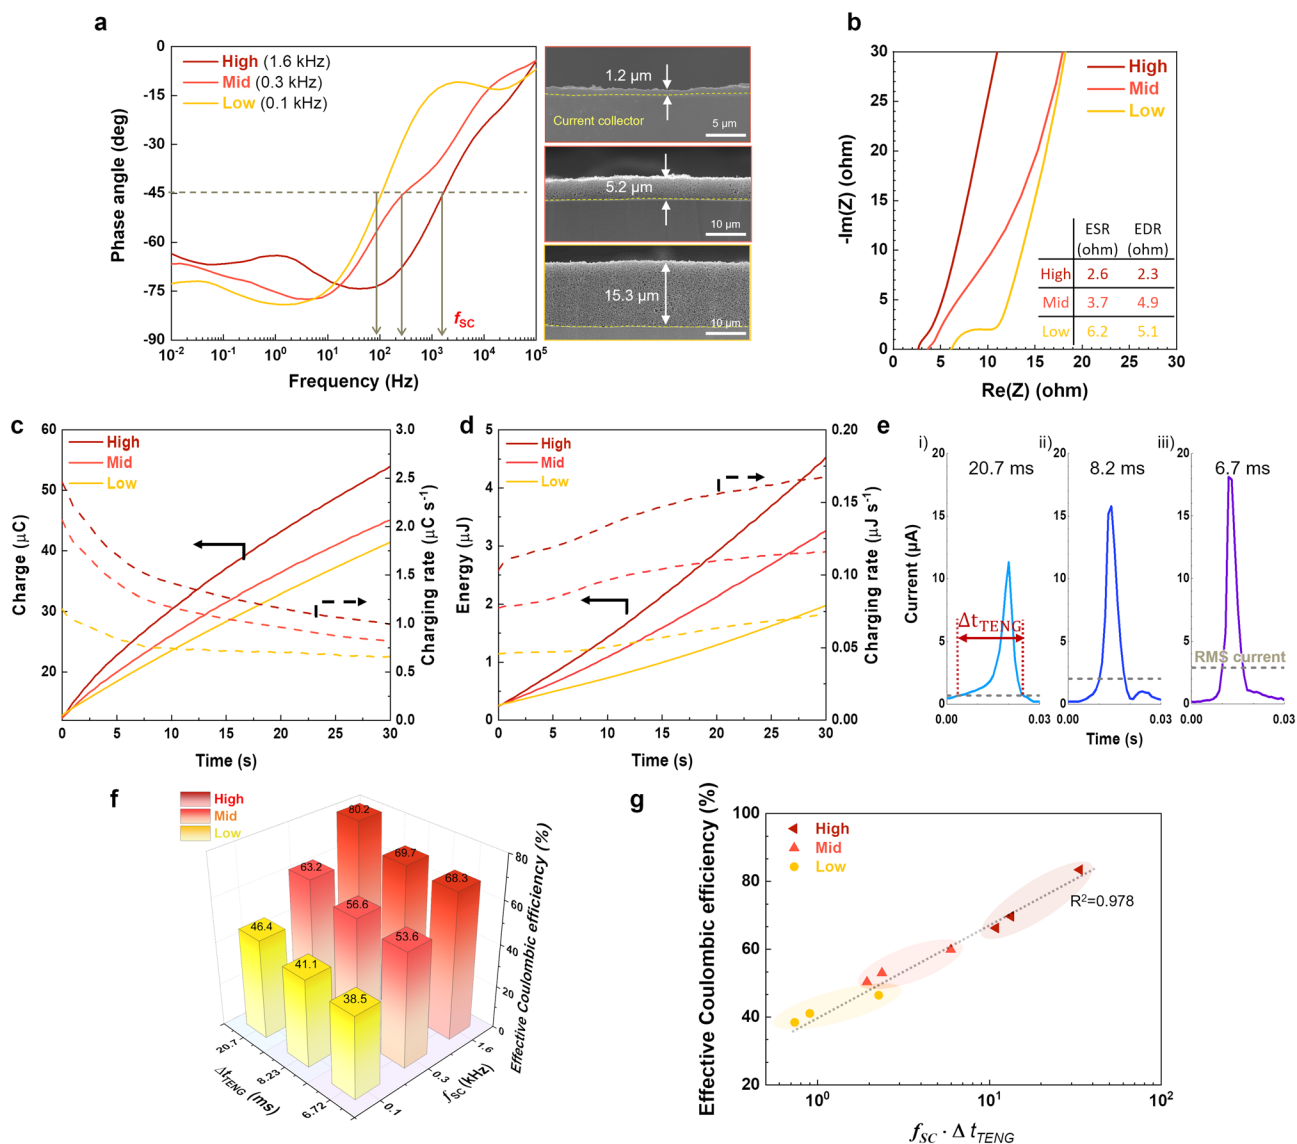 a
0
-15
-30
-45
-60
-75
-90
Phase angle (deg)
High (1.6 kHz)
Mid (0.3 kHz)
Low (0.1 kHz)
fSC
10-2
10-1
100
101
102
103
104
105
Frequency (Hz)
1.2 μm
Current collector
5 μm
5.2 μm
10 μm
15.3 μm
10 μm
b
30
25
20
15
10
5
0
-Im(Z) (ohm)
High
Mid
Low
ESR (ohm) EDR (ohm)
High 2.6 2.3
Mid 3.7 4.9
Low 6.2 5.1
0 5 10 15 20 25 30
Re(Z) (ohm)
c
60
50
40
30
20
Charge (μC)
High
Mid
Low
3.0
2.5
2.0
1.5
1.0
0.5
0.0
Charging rate (μC s-1)
0 5 10 15 20 25 30
Time (s)
d
5
4
3
2
1
0
Energy (μJ)
High
Mid
Low
0.20
0.15
0.10
0.05
0.00
Charging rate (μJ s-1)
0 5 10 15 20 25 30
Time (s)
e
i)
20.7 ms
20
15
10
5
0
Current (μA)
ΔtTENG
0.00 0.03
ii)
8.2 ms
20
15
10
5
0
0.00 0.03
iii)
6.7 ms
20
15
10
5
0
RMS current
0.00 0.03
Time (s)
f
High
Mid
Low
80.2
69.7
68.3
63.2
56.6
53.6
46.4
41.1
38.5
80
60
40
20
0
Effective Coulombic efficiency (%)
20.7
8.23
6.72
ΔtTENG (ms)
0.1
0.3
1.6
fSC (kHz)
g
100
80
60
40
20
Effective Coulombic efficiency (%)
High
Mid
Low
R2=0.978
100
101
102
fSC · Δ tTENG